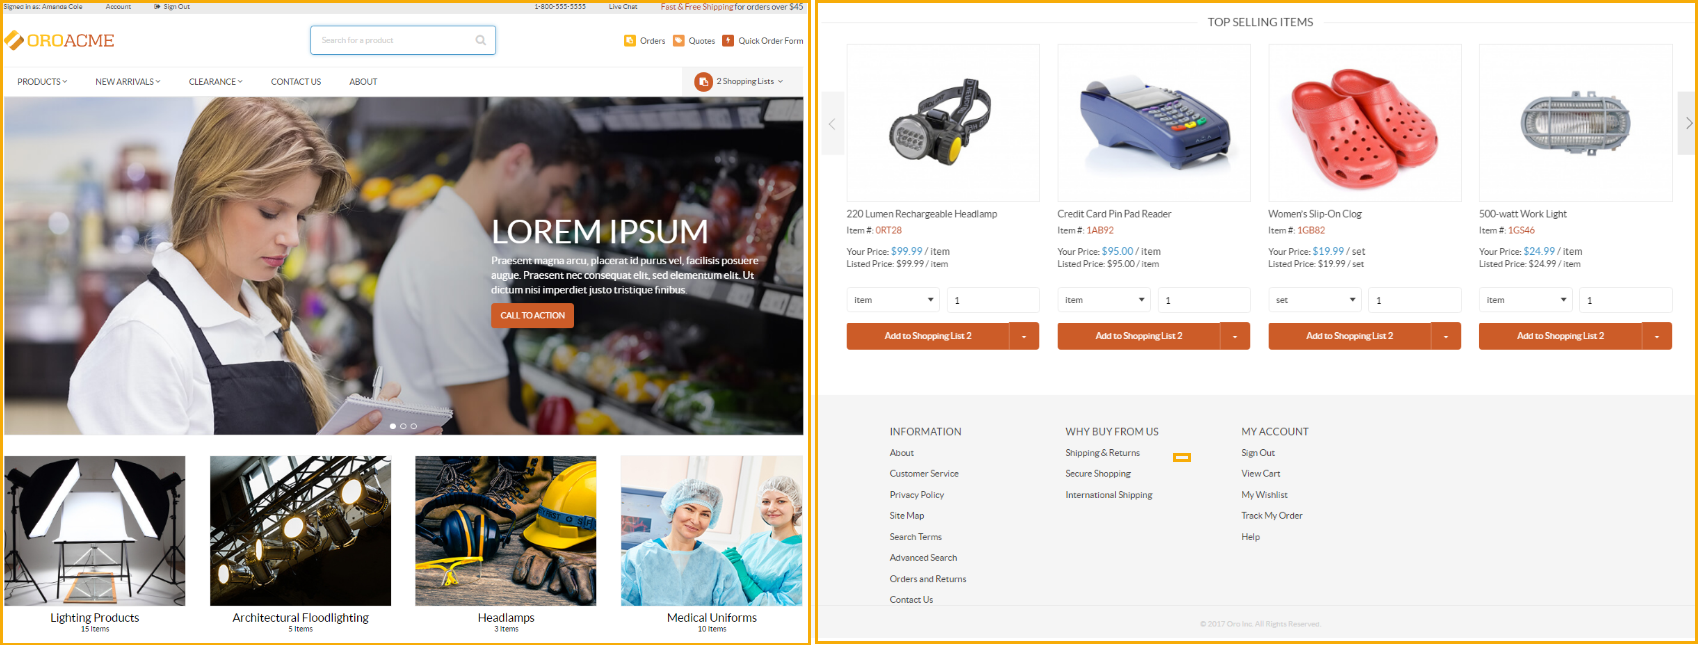 Signed in as: Amanda Cole
Account
Sign Out
1-800-555-5555
Live Chat
Fast & Free Shipping for orders over $45
OROACME
Search for a product
Orders
Quotes
Quick Order Form
PRODUCTS
NEW ARRIVALS
CLEARANCE
CONTACT US
ABOUT
2 Shopping Lists
LOREM IPSUM
Praesent magna arcu, placerat id purus vel, facilisis posuere
augue. Praesent nec consequat elit, sed elementum elit. Ut
dictum nisi imperdiet justo tristique finibus.
CALL TO ACTION
Lighting Products
15 Items
Architectural Floodlighting
5 Items
Headlamps
3 Items
Medical Uniforms
10 Items
TOP SELLING ITEMS
220 Lumen Rechargeable Headlamp
Item #: 0RT28
Your Price: $99.99 / item
Listed Price: $99.99 / item
item
1
Add to Shopping List 2
Credit Card Pin Pad Reader
Item #: 1AB92
Your Price: $95.00 / item
Listed Price: $95.00 / item
item
1
Add to Shopping List 2
Women's Slip-On Clog
Item #: 1GB82
Your Price: $19.99 / set
Listed Price: $19.99 / set
set
1
Add to Shopping List 2
500-watt Work Light
Item #: 1GS46
Your Price: $24.99 / item
Listed Price: $24.99 / item
item
1
Add to Shopping List 2
INFORMATION
About
Customer Service
Privacy Policy
Site Map
Search Terms
Advanced Search
Orders and Returns
Contact Us
WHY BUY FROM US
Shipping & Returns
Secure Shopping
International Shipping
MY ACCOUNT
Sign Out
View Cart
My Wishlist
Track My Order
Help
© 2017 Oro Inc. All Rights Reserved.